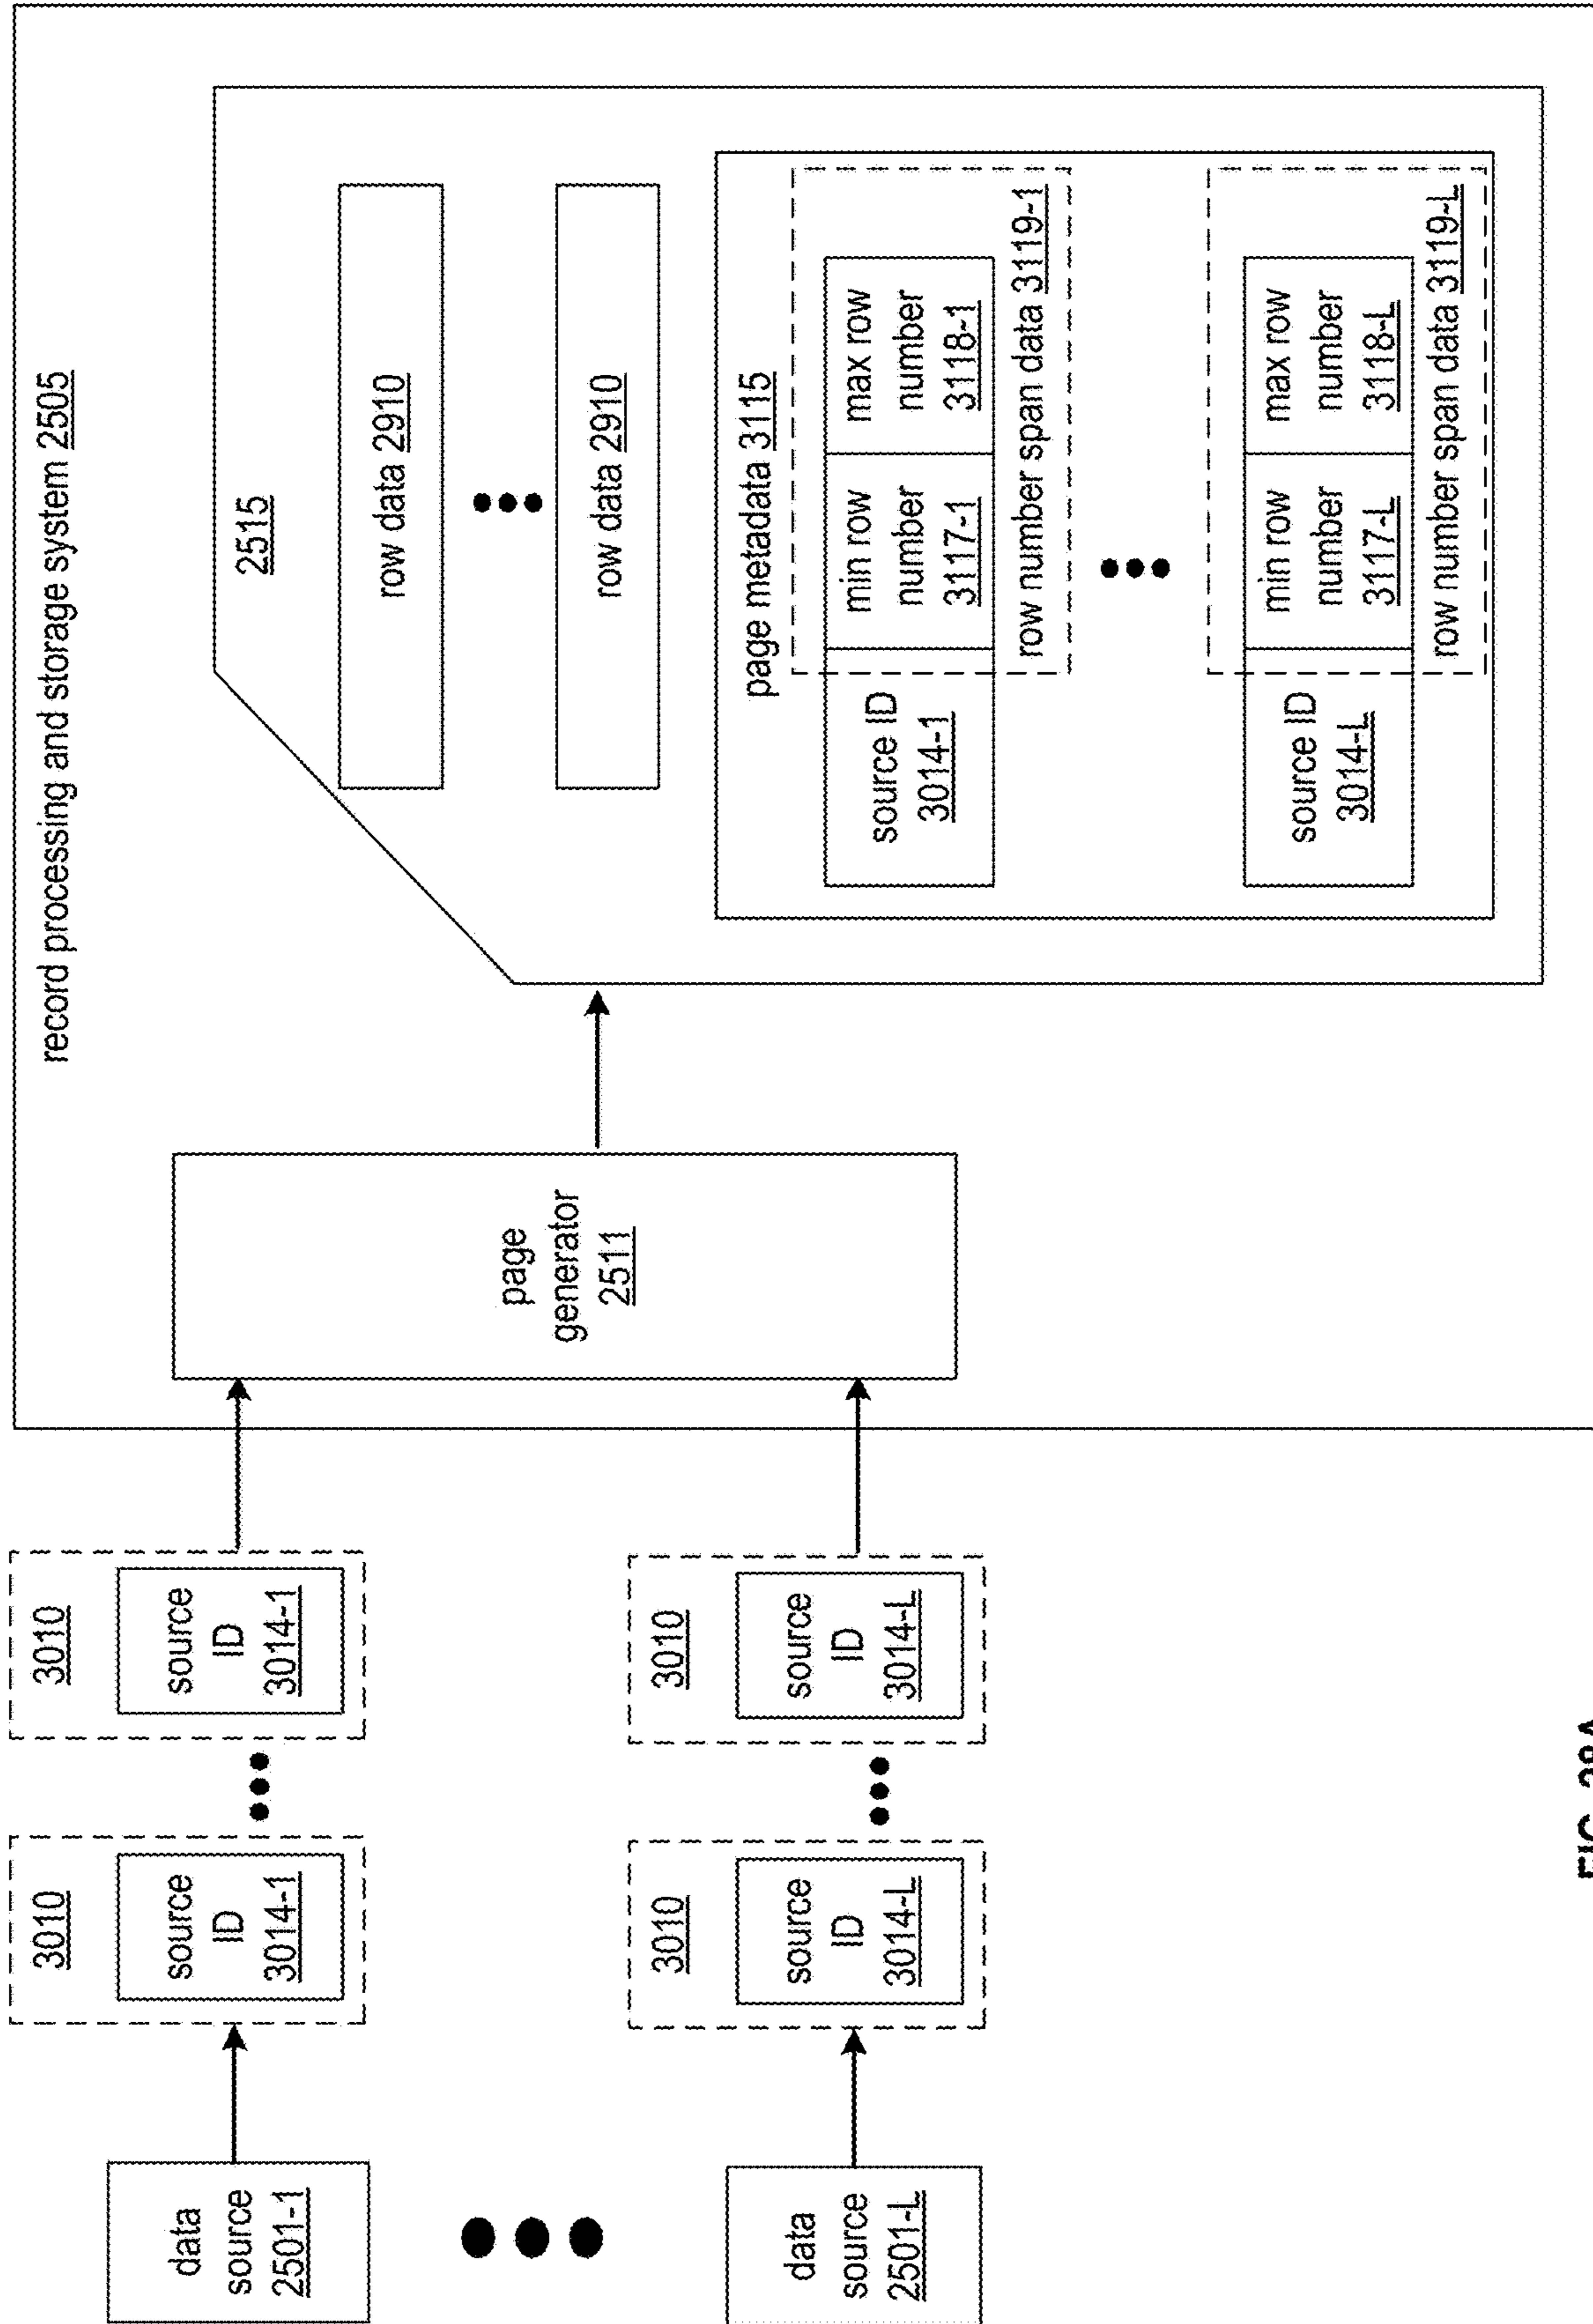 record processing and storage system 2505
data
source
2501-1
3010
source
ID
3014-1
3010
source
ID
3014-1
data
source
2501-L
3010
source
ID
3014-L
3010
source
ID
3014-L
page
generator
2511
2515
row data 2910
row data 2910
page metadata 3115
source ID
3014-1
min row
number
3117-1
max row
number
3118-1
row number span data 3119-1
source ID
3014-L
min row
number
3117-L
max row
number
3118-L
row number span data 3119-L
FIG. 38A